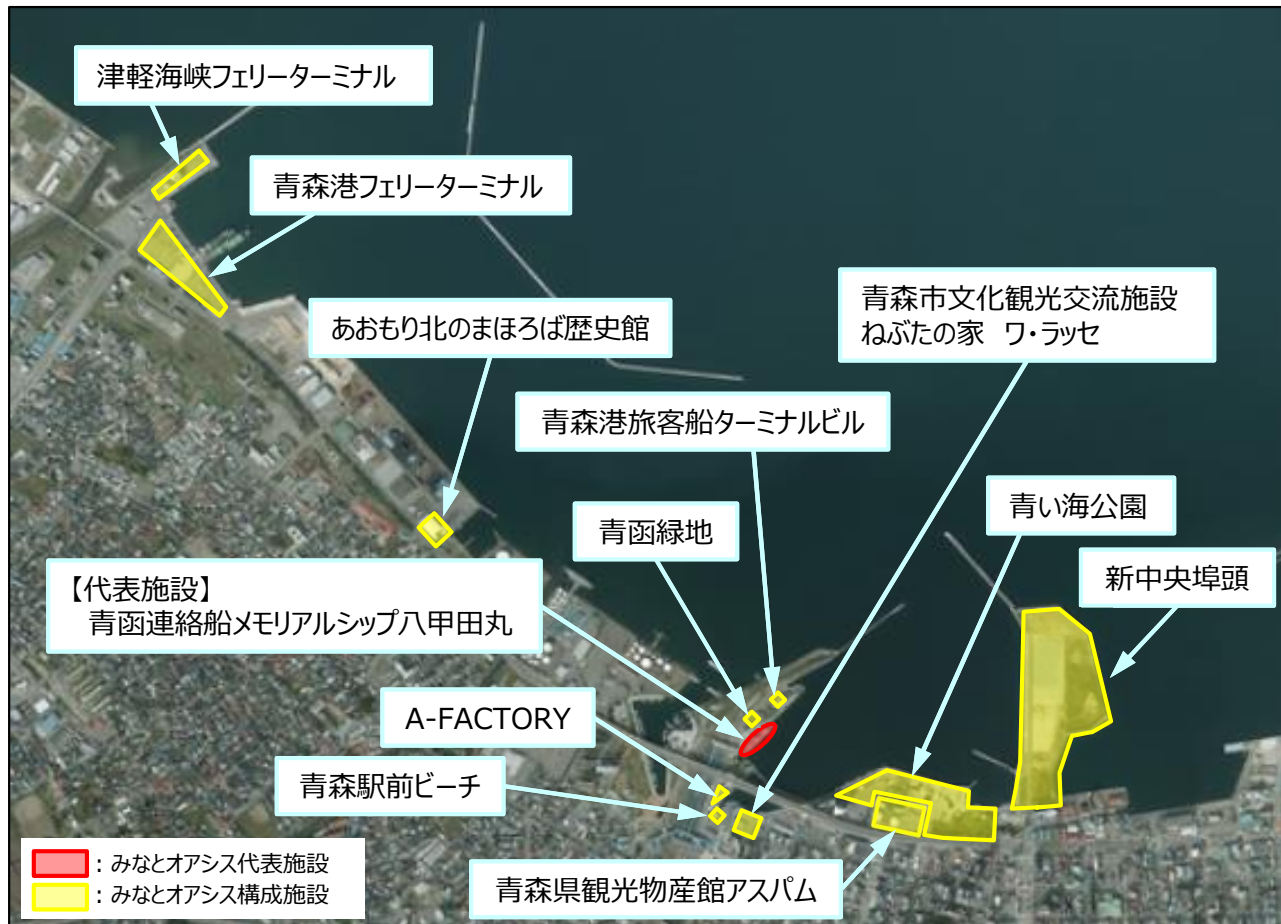 津軽海峡フェリーターミナル
青森港フェリーターミナル
あおもり北のまほろば歴史館
青森市文化観光交流施設
ねぶたの家　ワ・ラッセ
青森港旅客船ターミナルビル
青い海公園
青函緑地
新中央埠頭
【代表施設】
青函連絡船メモリアルシップ八甲田丸
A-FACTORY
青森駅前ビーチ
青森県観光物産館アスパム
：みなとオアシス代表施設
：みなとオアシス構成施設